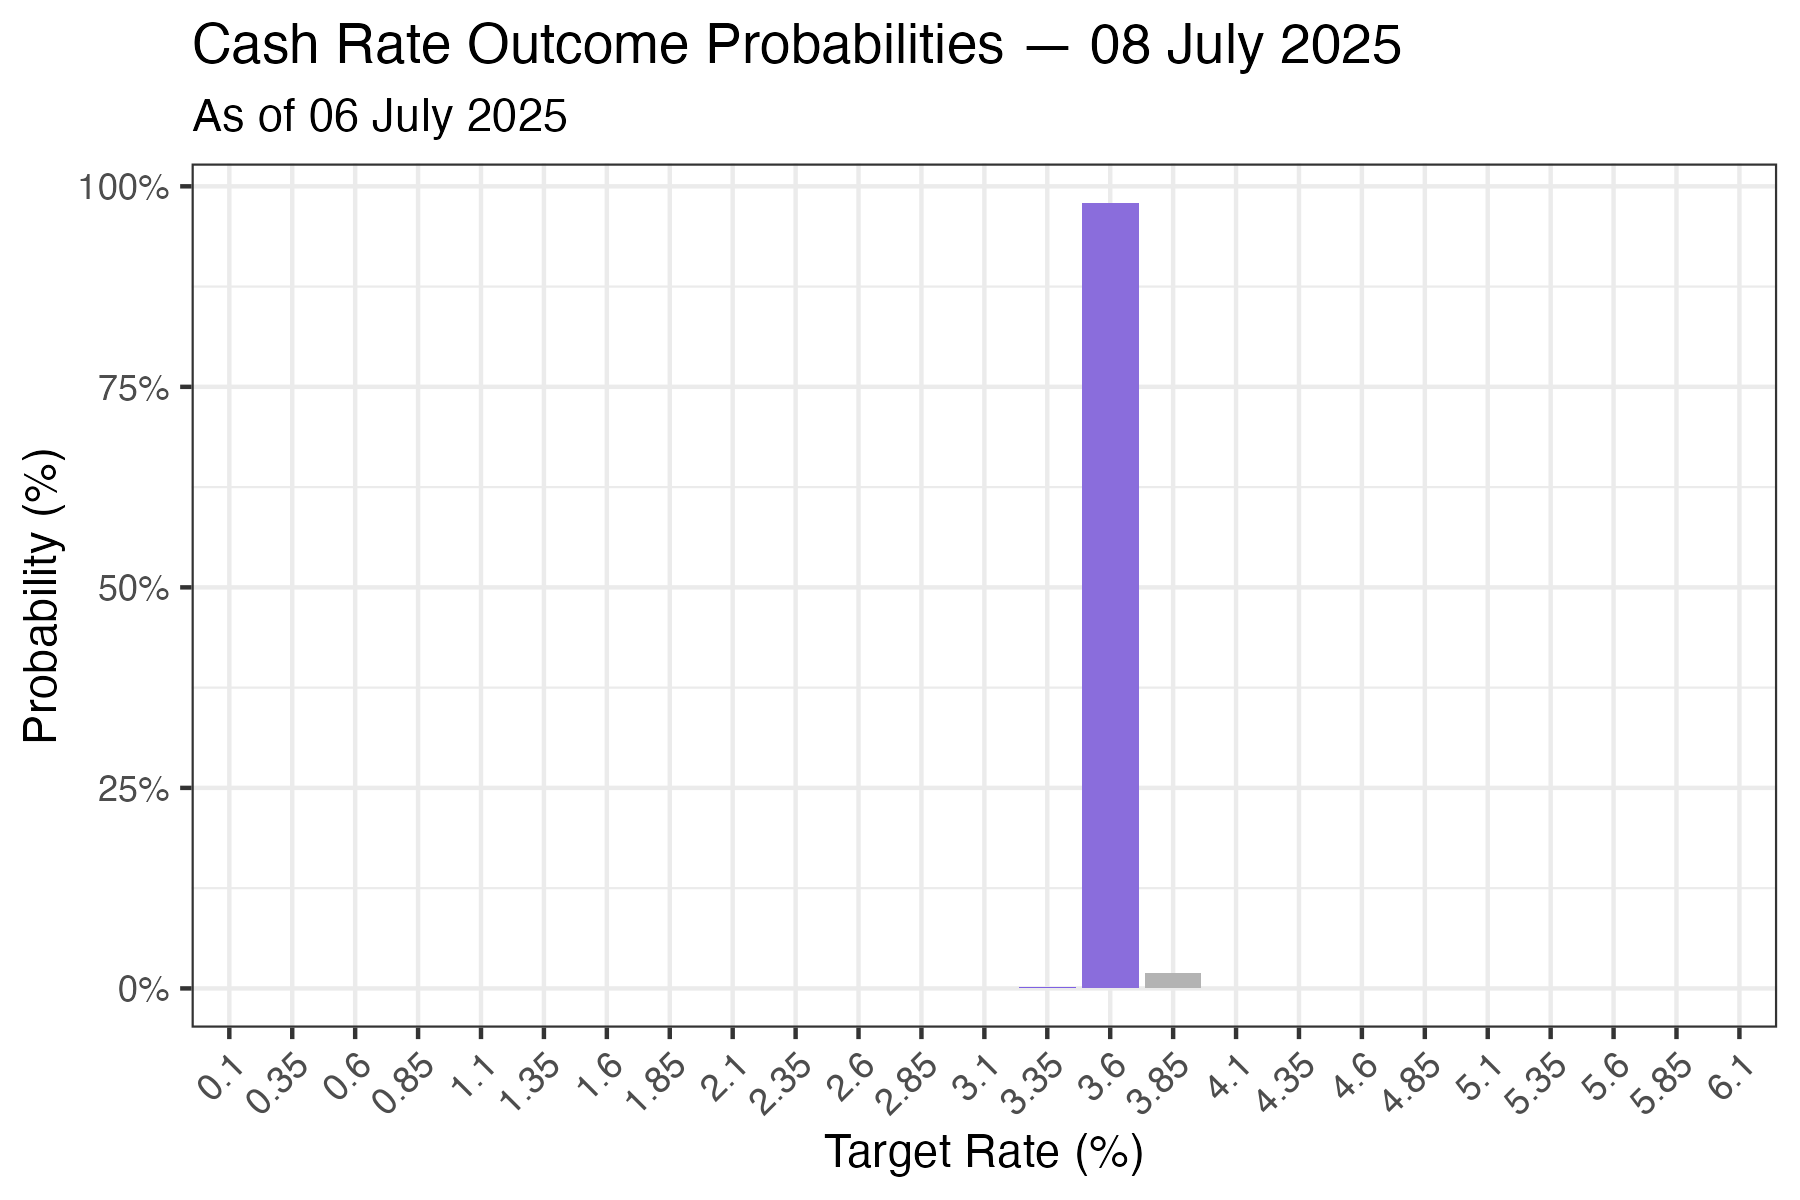 Cash Rate Outcome Probabilities — 08 July 2025
As of 06 July 2025
Probability (%)
100%
75%
50%
25%
0%
0.1 0.35 0.6 0.85 1.1 1.35 1.6 1.85 2.1 2.35 2.6 2.85 3.1 3.35 3.6 3.85 4.1 4.35 4.6 4.85 5.1 5.35 5.6 5.85 6.1
Target Rate (%)